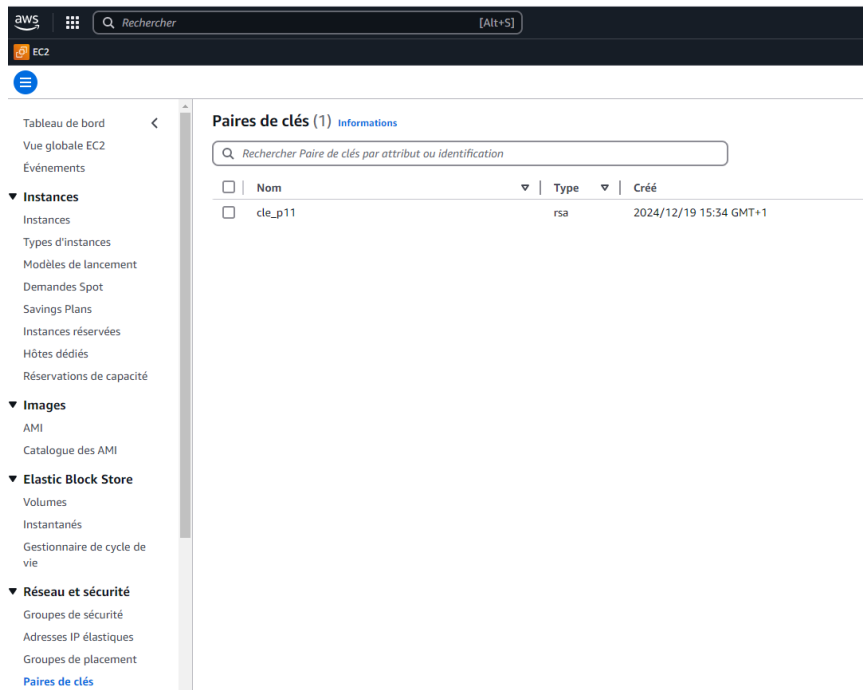 aws
Rechercher [Alt+S]
EC2
Tableau de bord
Vue globale EC2
Événements
Instances
Instances
Types d'instances
Modèles de lancement
Demandes Spot
Savings Plans
Instances réservées
Hôtes dédiés
Réservations de capacité
Images
AMI
Catalogue des AMI
Elastic Block Store
Volumes
Instantanés
Gestionnaire de cycle de
vie
Réseau et sécurité
Groupes de sécurité
Adresses IP élastiques
Groupes de placement
Paires de clés
Paires de clés (1) Informations
Rechercher Paire de clés par attribut ou identification
Nom Type Créé
cle_p11 rsa 2024/12/19 15:34 GMT+1